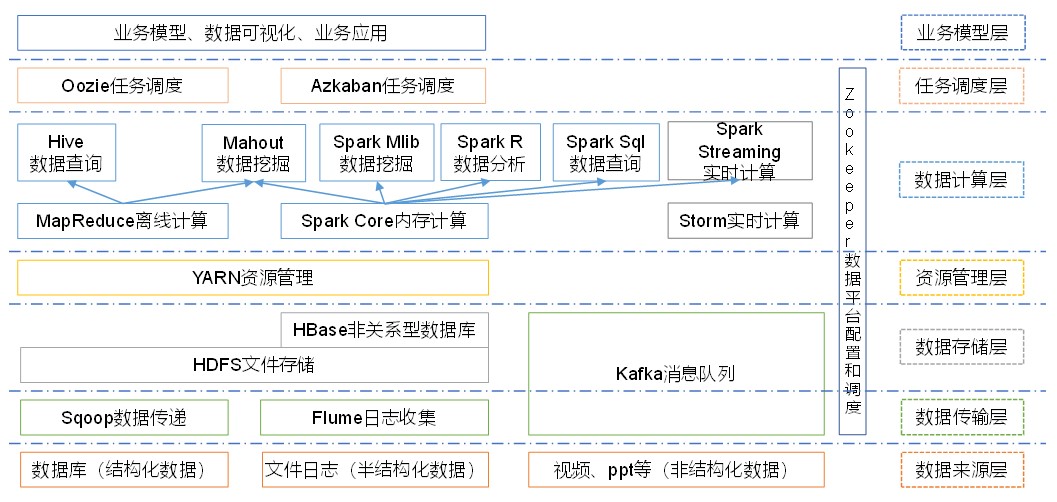 业务模型、数据可视化、业务应用
业务模型层
Oozie任务调度
Azkaban任务调度
任务调度层
Hive
数据查询
Mahout
数据挖掘
Spark Mlib
数据挖掘
Spark R
数据分析
Spark Sql
数据查询
Spark
Streaming
实时计算
数据计算层
MapReduce离线计算
Spark Core内存计算
Storm实时计算
Zookeeper数据平台配置和调度
YARN资源管理
资源管理层
HBase非关系型数据库
HDFS文件存储
Kafka消息队列
数据存储层
Sqoop数据传递
Flume日志收集
数据传输层
数据库（结构化数据）
文件日志（半结构化数据）
视频、ppt等（非结构化数据）
数据来源层